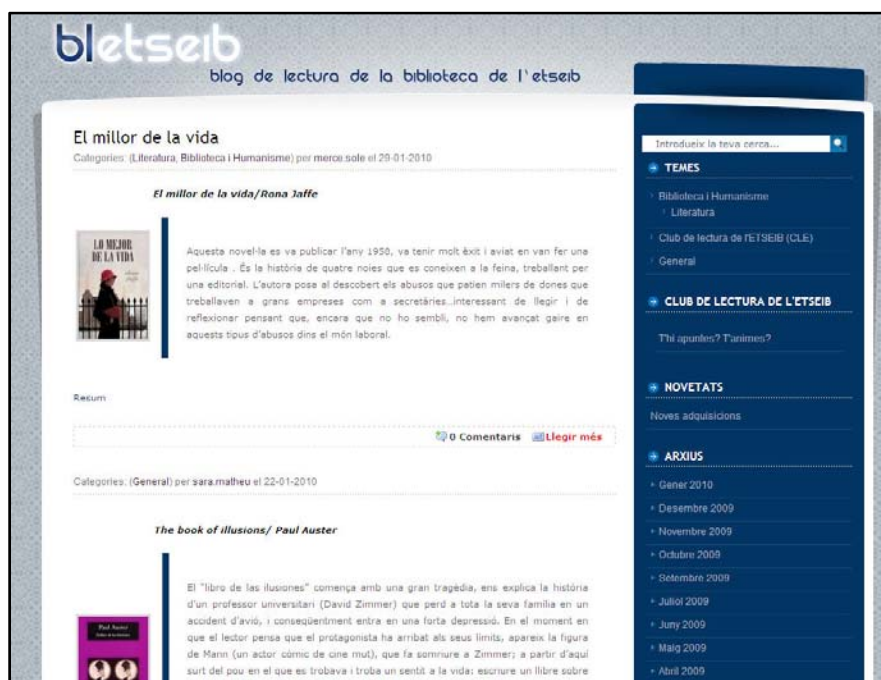 bletseib
blog de lectura de la biblioteca de l'etseib
El millor de la vida
Categories: (Literatura, Biblioteca i Humanisme) per merce.sole el 29-01-2010
El millor de la vida/Rona Jaffe
LO MEJOR
DE LA VIDA
Aquesta novel·la es va publicar l'any 1958, va tenir molt èxit i aviat en van fer una
pel·lícula . És la història de quatre noies que es coneixen a la feina, treballant per
una editorial. L'autora posa al descobert els abusos que patien milers de dones que
treballaven a grans empreses com a secretàries...interessant de llegir i de
reflexionar pensant que, encara que no ho sembli, no hem avançat gaire en
aquests tipus d'abusos dins el món laboral.
Resum
0 Comentaris Llegir més
Categories: (General) per sara.matheu el 22-01-2010
The book of illusions/ Paul Auster
Paul Auster
El "libro de las ilusiones" comença amb una gran tragèdia, ens explica la història
d'un professor universitari (David Zimmer) que perd a tota la seva família en un
accident d'avió, i conseqüentment entra en una forta depressió. En el moment en
que el lector pensa que el protagonista ha arribat als seus límits, apareix la figura
de Mann (un actor còmic de cine mut), que fa somriure a Zimmer; a partir d'aquí
surt del pou en el que es trobava i troba un sentit a la vida: escriure un llibre sobre
Introdueix la teva cerca...
TEMES
Biblioteca i Humanisme
Literatura
Club de lectura de l'ETSEIB (CLE)
General
CLUB DE LECTURA DE L'ETSEIB
T'hi apuntes? T'animes?
NOVETATS
Noves adquisicions
ARXIUS
Gener 2010
Desembre 2009
Novembre 2009
Octubre 2009
Setembre 2009
Juliol 2009
Juny 2009
Maig 2009
Abril 2009